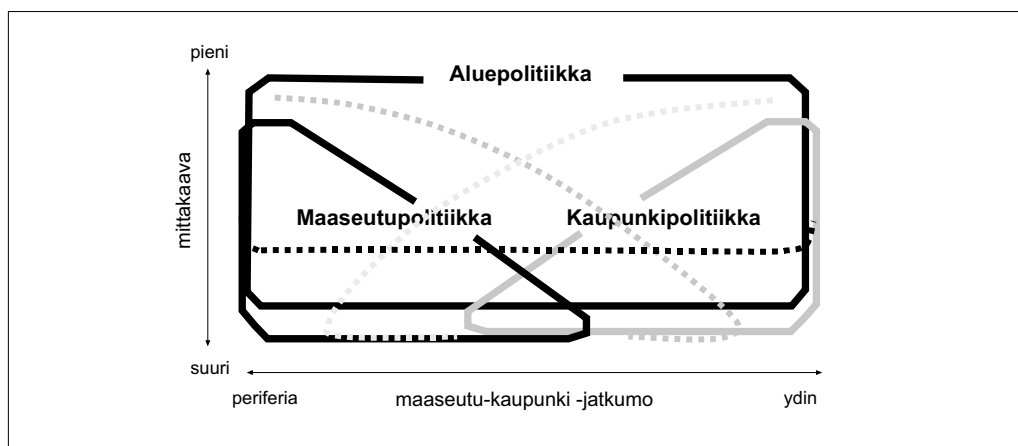 pieni
Aluepolitiikka
mittakaava
Maaseutupolitiikka
Kaupunkipolitiikka
suuri
periferia
maaseutu-kaupunki -jatkumo
ydin